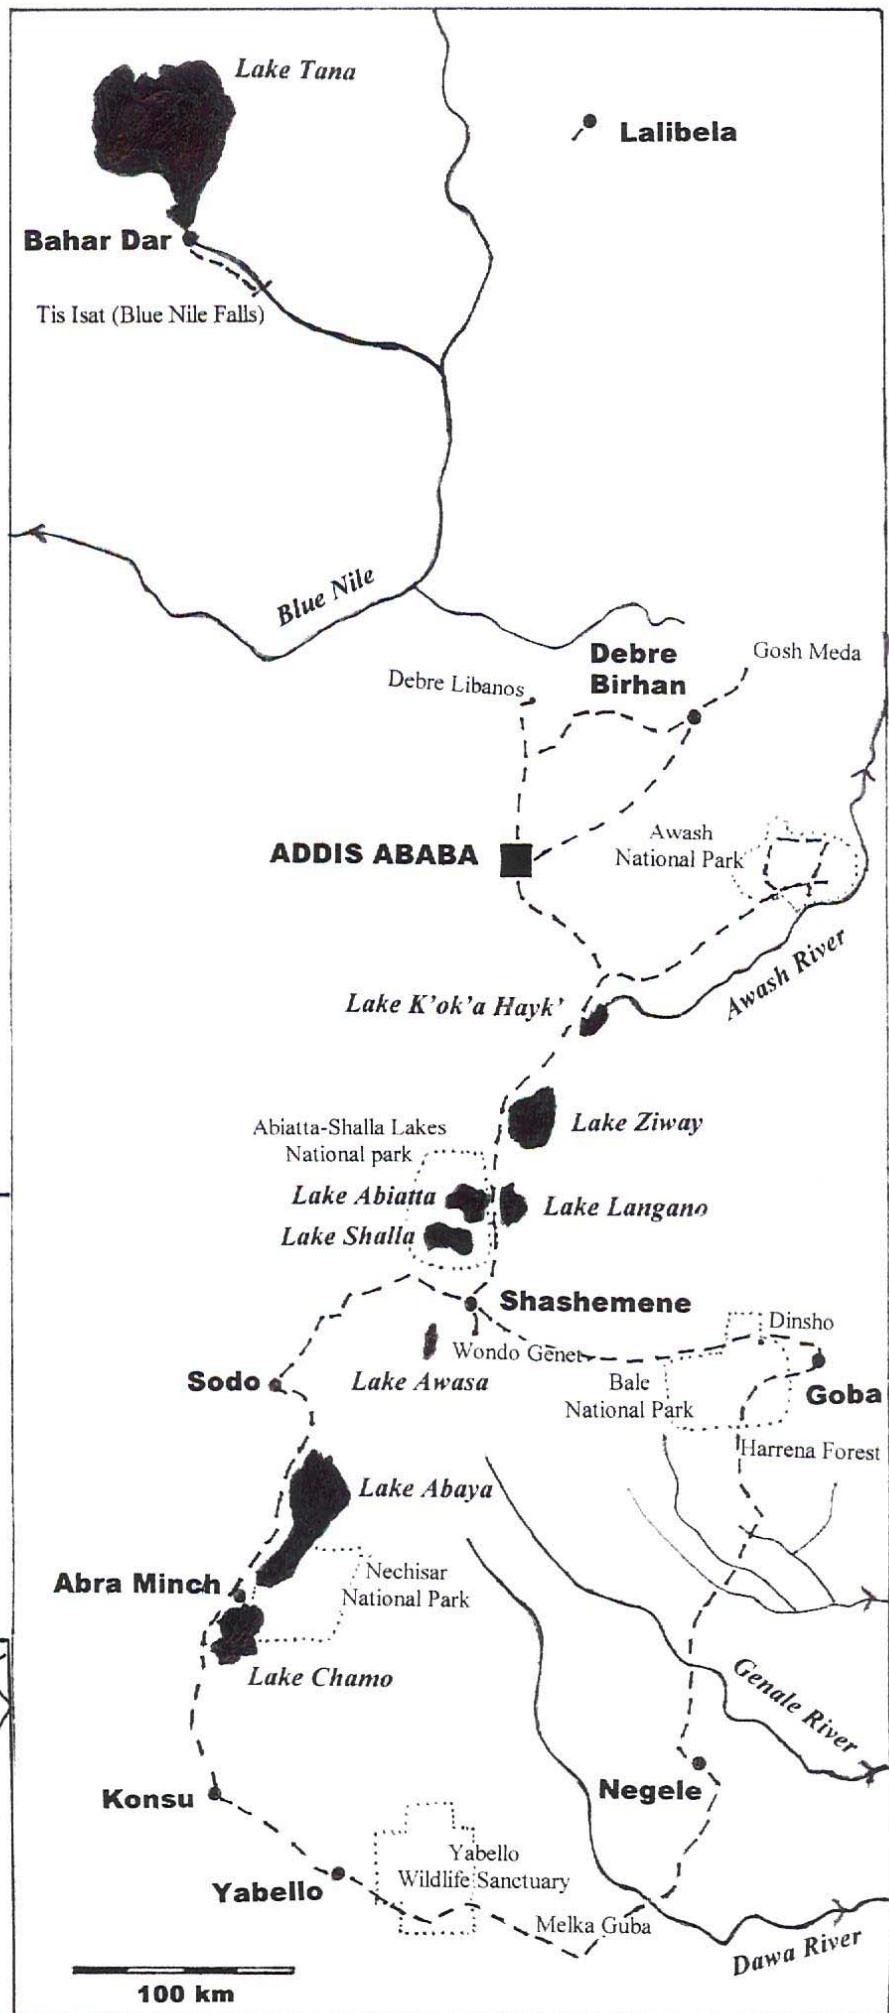 Lake Tana
Lalibela
Bahar Dar
Tis Isat (Blue Nile Falls)
Blue Nile
Debre
Birhan
Gosh Meda
Debre Libanos
ADDIS ABABA
Awash
National Park
Awash River
Lake K'ok'a Hayk'
Lake Ziway
Abiatta-Shalla Lakes
National park
Lake Abiatta
Lake Langano
Lake Shalla
Shashemene
Dinsho
Wondo Genet
Sodo
Lake Awasa
Bale
National Park
Goba
Harrena Forest
Lake Abaya
Abra Minch
Nechisar
National Park
Lake Chamo
Genale River
Negele
Konsu
Yabello
Wildlife Sanctuary
Yabello
Melka Guba
Dawa River
100 km